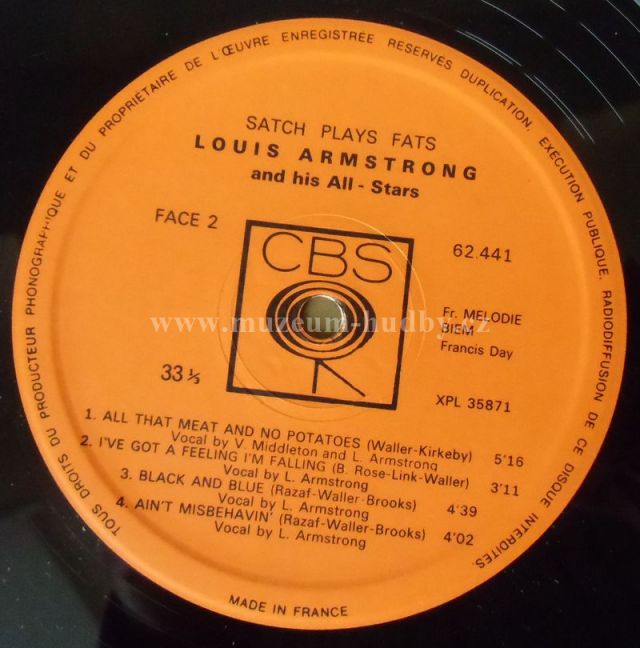 TOUS DROITS DU PRODUCTEUR PHONOGRAPHIQUE ET DU PROPRIÉTAIRE DE L'ŒUVRE ENREGISTRÉE RESERVÉS DUPLICATION, EXÉCUTION PUBLIQUE, RADIODIFFUSION DE CE DISQUE INTERDITES.
SATCH PLAYS FATS
LOUIS ARMSTRONG
and his All - Stars
FACE 2
CBS
62.441
www.muzeum-hudby.cz
Fr. MELODIE
BIEM
Francis Day
33 ⅓
XPL 35871
1. ALL THAT MEAT AND NO POTATOES (Waller-Kirkeby) 5'16
Vocal by V. Middleton and L. Armstrong
2. I'VE GOT A FEELING I'M FALLING (B. Rose-Link-Waller) 3'11
Vocal by L. Armstrong
3. BLACK AND BLUE (Razaf-Waller-Brooks) 4'39
Vocal by L. Armstrong
4. AIN'T MISBEHAVIN' (Razaf-Waller-Brooks) 4'02
Vocal by L. Armstrong
MADE IN FRANCE